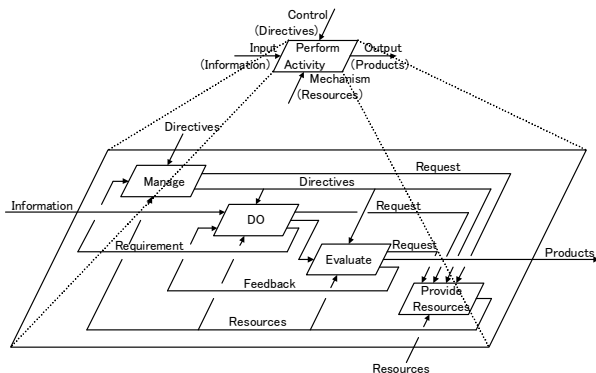 Control
(Directives)
Input
(Information)
Perform
Activity
Output
(Products)
Mechanism
(Resources)
Directives
Manage
Request
Directives
Information
Request
DO
Requirement
Request
Evaluate
Products
Feedback
Provide
Resources
Resources
Resources